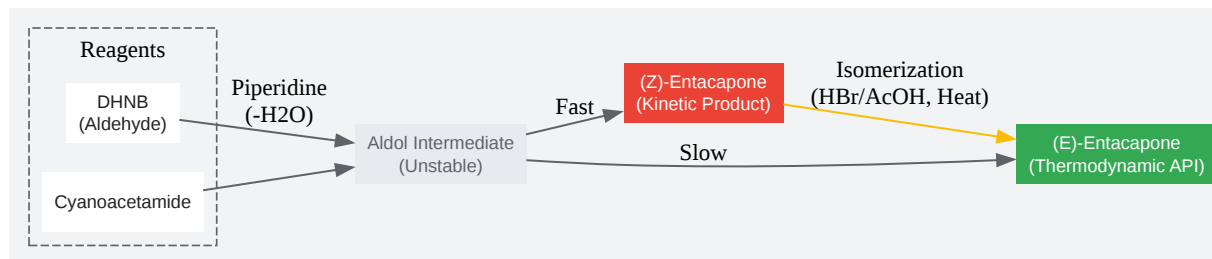 Reagents
DHNB
(Aldehyde)
Cyanoacetamide
Piperidine
(-H2O)
Aldol Intermediate
(Unstable)
Fast
Slow
(Z)-Entacapone
(Kinetic Product)
Isomerization
(HBr/AcOH, Heat)
(E)-Entacapone
(Thermodynamic API)